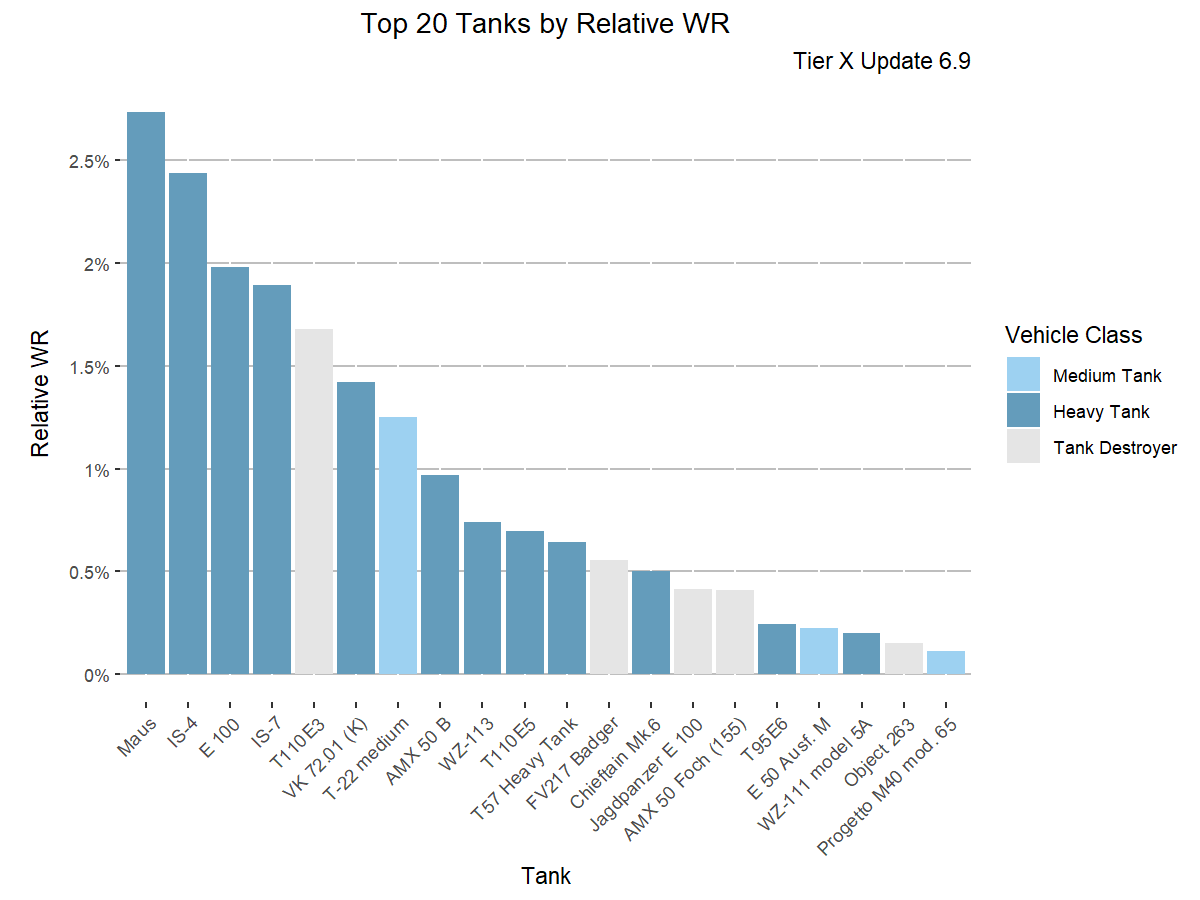 Top 20 Tanks by Relative WR
Tier X Update 6.9
Relative WR
2.5%
2%
1.5%
1%
0.5%
0%
Maus
IS-4
E 100
IS-7
T110E3
VK 72.01 (K)
T-22 medium
AMX 50 B
WZ-113
T110E5
T57 Heavy Tank
FV217 Badger
Chieftain Mk.6
Jagdpanzer E 100
AMX 50 Foch (155)
T95E6
E 50 Ausf. M
WZ-111 model 5A
Object 263
Progetto M40 mod. 65
Tank
Vehicle Class
Medium Tank
Heavy Tank
Tank Destroyer